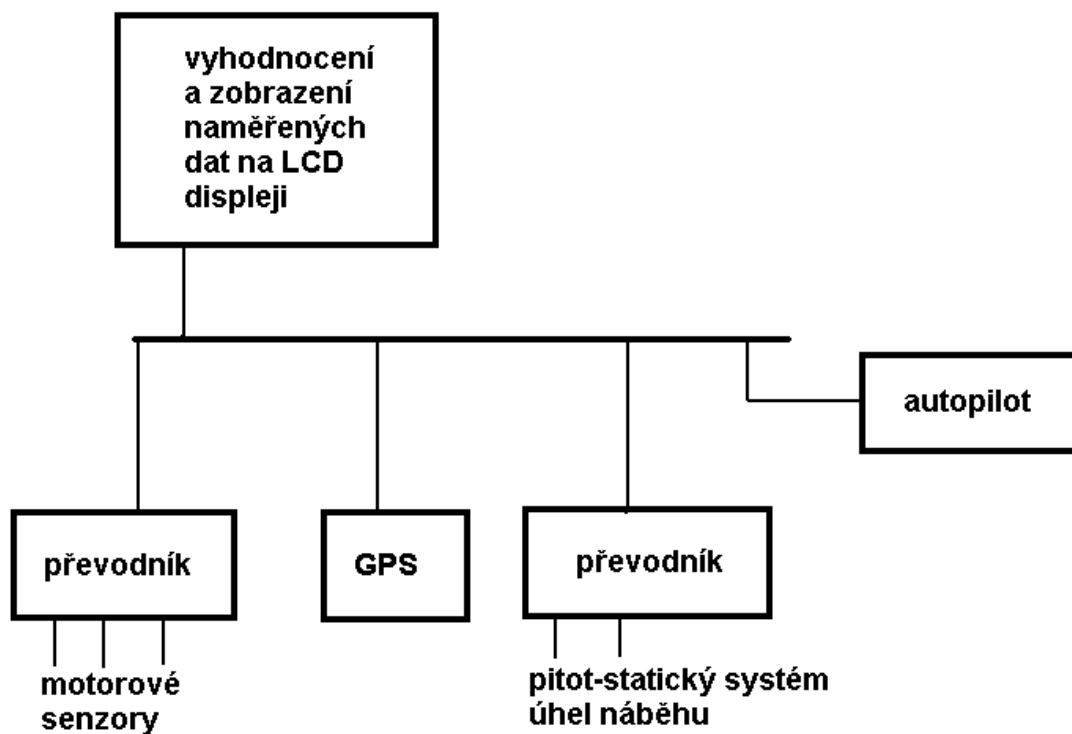 vyhodnocení
a zobrazení
naměřených
dat na LCD
displeji
autopilot
převodník
GPS
převodník
motorové
senzory
pitot-statický systém
úhel náběhu